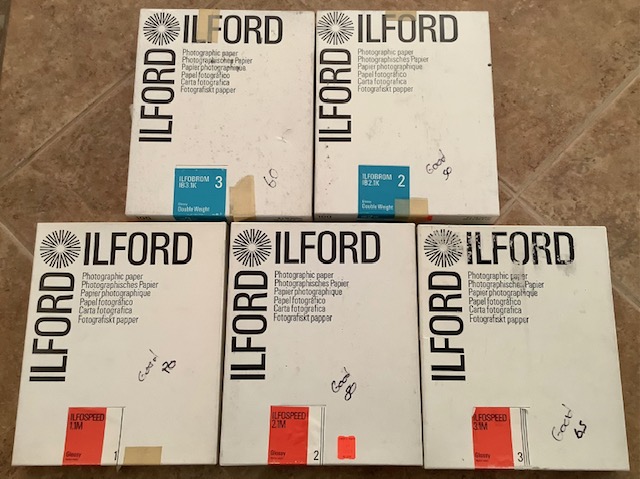 ILFORD
ILFORD
Photographic paper
Photographisches Papier
Papier photographique
Papel fotográfico
Carta fotografica
Fotografiskt papper
ILFOBROM
IB3.1K
3
Double Weight
60
ILFORD
ILFORD
Photographic paper
Photographisches Papier
Papier photographique
Papel fotográfico
Carta fotografica
Fotografiskt papper
ILFOBROM
IB2.1K
2
Double Weight
Good
90
ILFORD
ILFORD
Photographic paper
Photographisches Papier
Papier photographique
Papel fotográfico
Carta fotografica
Fotografiskt papper
Good
70
ILFOSPEED
1.1M
Glossy
1
ILFORD
ILFORD
Photographic paper
Photographisches Papier
Papier photographique
Papel fotográfico
Carta fotografica
Fotografiskt papper
Good
80
ILFOSPEED
2.1M
Glossy
2
ILFORD
ILFORD
Photographic paper
Photographisches Papier
Papier photographique
Papel fotográfico
Carta fotografica
Fotografiskt papper
Good
65
ILFOSPEED
3.1M
Glossy
3